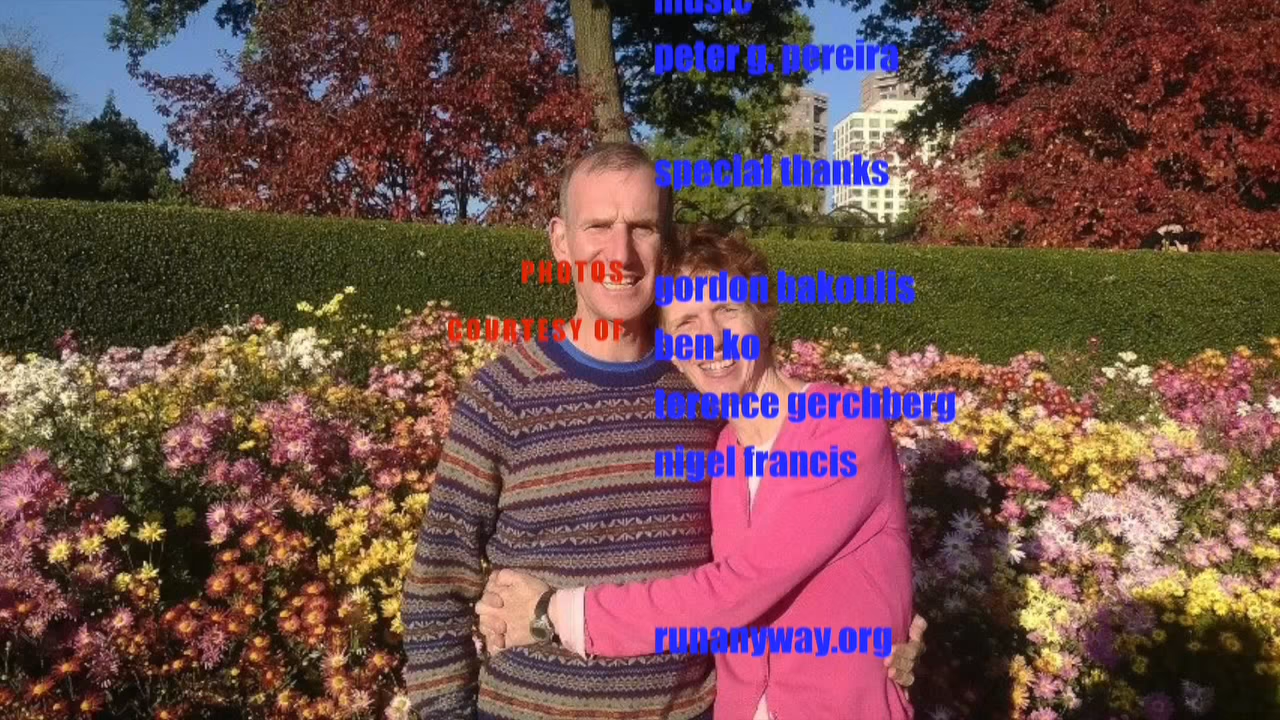 music
peter g. pereira
special thanks
PHOTOS gordon bakoulis
COURTESY OF ben ko
terence gerchberg
nigel francis
runanyway.org